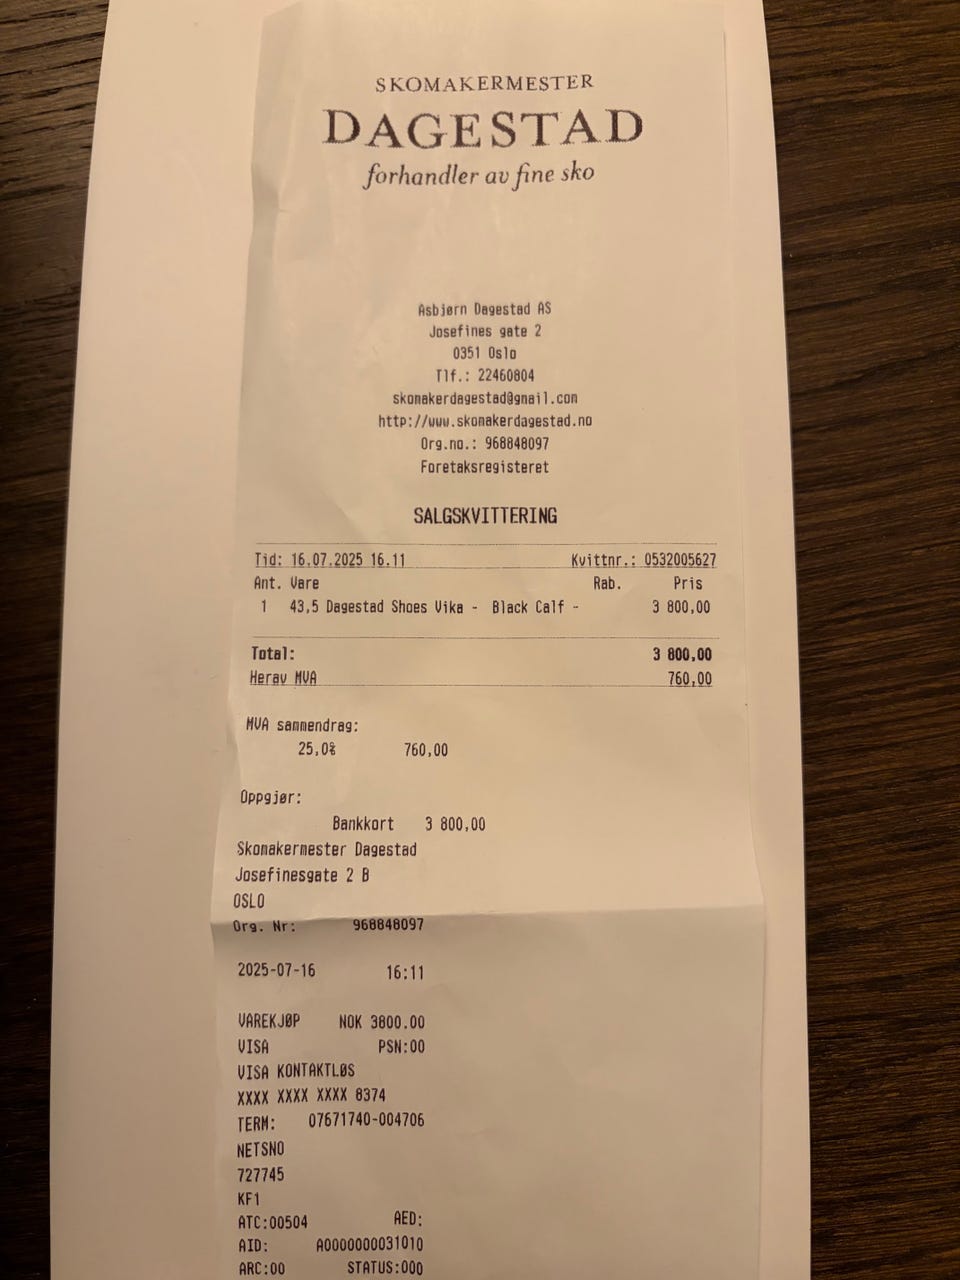 SKOMAKERMESTER
DAGESTAD
forhandler av fine sko
Asbjørn Dagestad AS
Josefines gate 2
0351 Oslo
Tlf.: 22460804
skomakerdagestad@gmail.com
http://www.skomakerdagestad.no
Org.no.: 968848097
Foretaksregisteret
SALGSKVITTERING
Tid: 16.07.2025 16.11 Kvittnr.: 0532005627
Ant. Vare Rab. Pris
1 43,5 Dagestad Shoes Vika - Black Calf - 3 800,00
Total: 3 800,00
Herav MVA 760,00
MVA sammendrag:
25,0% 760,00
Oppgjør:
Bankkort 3 800,00
Skomakermester Dagestad
Josefinesgate 2 B
OSLO
Org. Nr: 968848097
2025-07-16 16:11
VAREKJØP NOK 3800.00
VISA PSN:00
VISA KONTAKTLØS
XXXX XXXX XXXX 8374
TERM: 07671740-004706
NETSNO
727745
KF1
ATC:00504 AED:
AID: A0000000031010
ARC:00 STATUS:000